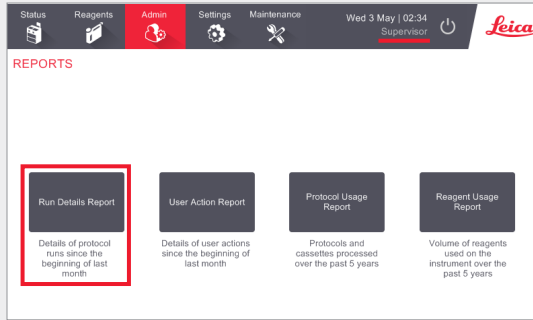 Status Reagents Admin Settings Maintenance Wed 3 May | 02:34
Supervisor
Leica
REPORTS
Run Details Report
User Action Report
Protocol Usage
Report
Reagent Usage
Report
Details of protocol
runs since the
beginning of last
month
Details of user actions
since the beginning of
last month
Protocols and
cassettes processed
over the past 5 years
Volume of reagents
used on the
instrument over the
past 5 years